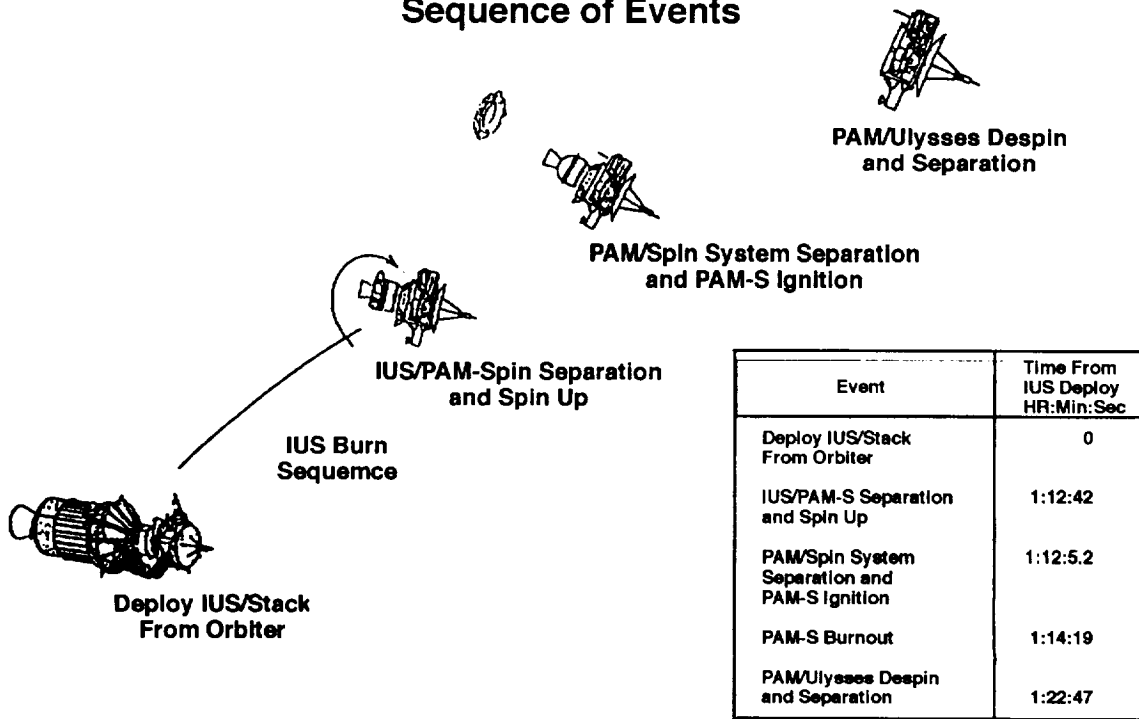 Sequence of Events
PAM/Ulysses Despin
and Separation
PAM/Spin System Separation
and PAM-S Ignition
IUS/PAM-Spin Separation
and Spin Up
IUS Burn
Sequemce
Deploy IUS/Stack
From Orbiter
Event
Time From
IUS Deploy
HR:Min:Sec
Deploy IUS/Stack
From Orbiter
0
IUS/PAM-S Separation
and Spin Up
1:12:42
PAM/Spin System
Separation and
PAM-S Ignition
1:12:5.2
PAM-S Burnout
1:14:19
PAM/Ulysses Despin
and Separation
1:22:47